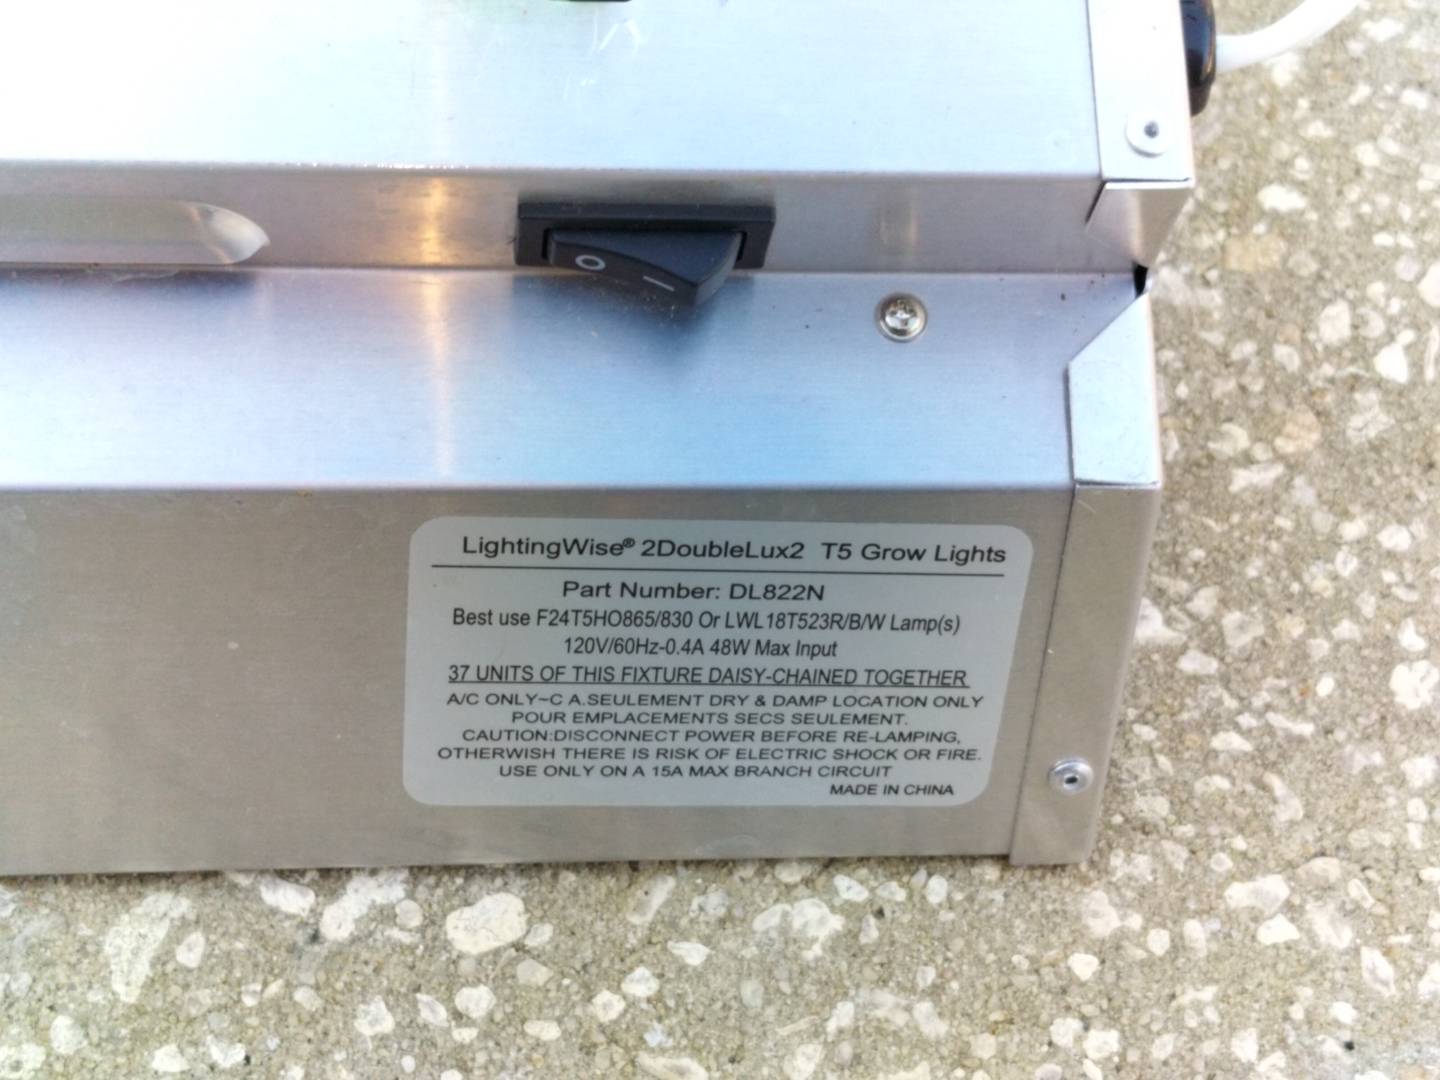 O —
LightingWise® 2DoubleLux2 T5 Grow Lights
Part Number: DL822N
Best use F24T5HO865/830 Or LWL18T523R/B/W Lamp(s)
120V/60Hz-0.4A 48W Max Input
37 UNITS OF THIS FIXTURE DAISY-CHAINED TOGETHER
A/C ONLY~C A.SEULEMENT DRY & DAMP LOCATION ONLY
POUR EMPLACEMENTS SECS SEULEMENT.
CAUTION:DISCONNECT POWER BEFORE RE-LAMPING,
OTHERWISH THERE IS RISK OF ELECTRIC SHOCK OR FIRE.
USE ONLY ON A 15A MAX BRANCH CIRCUIT
MADE IN CHINA